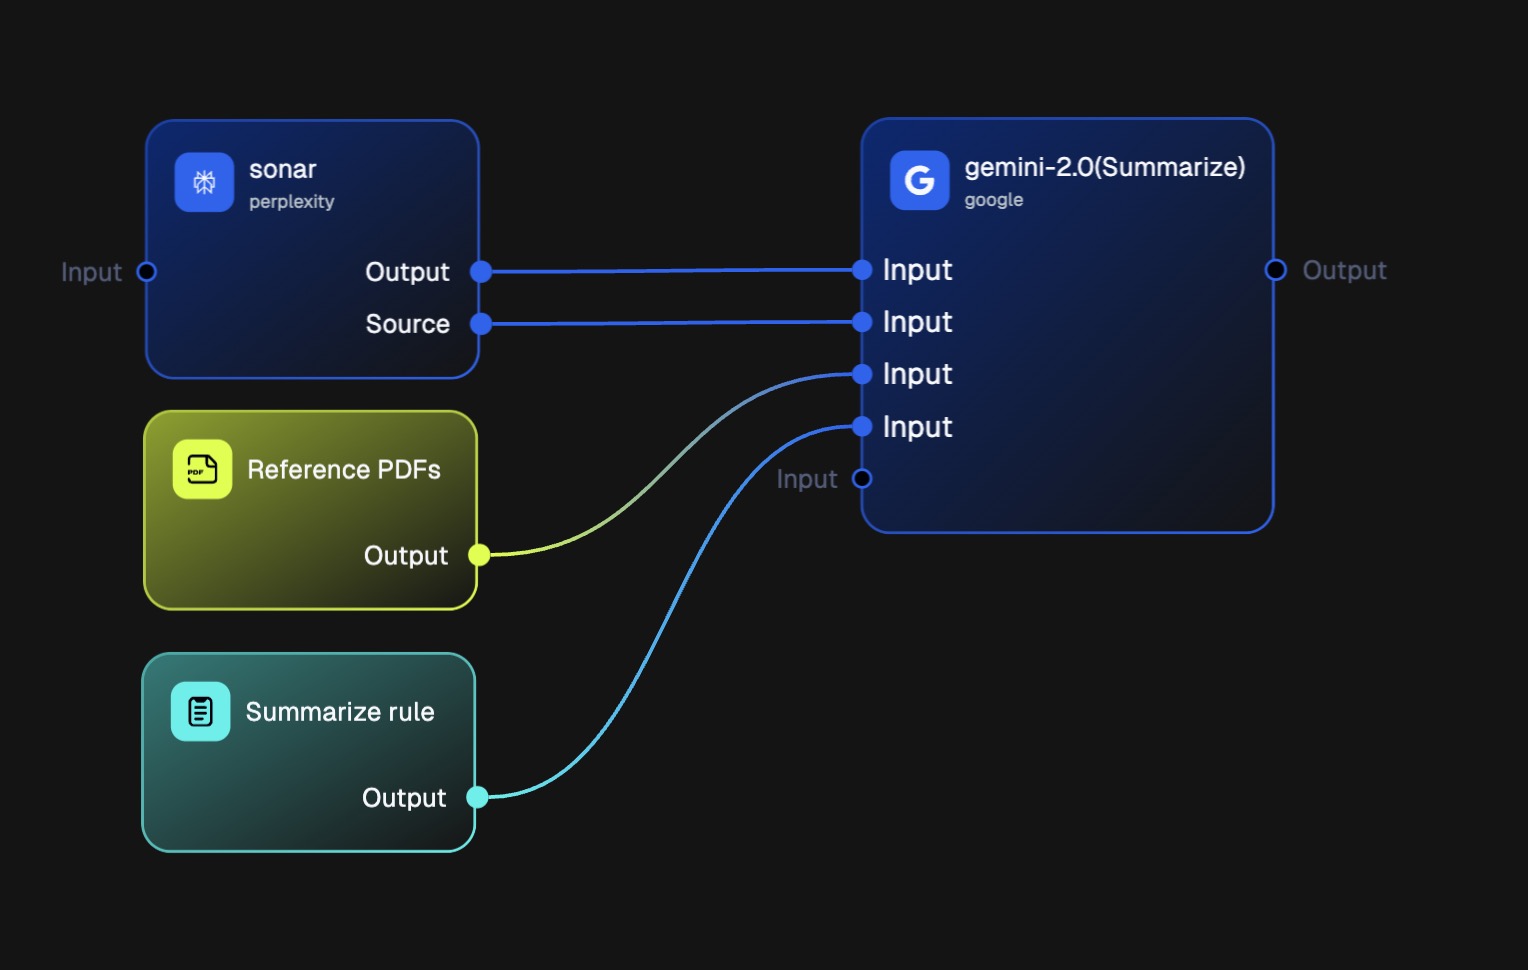 sonar
perplexity
Input
Output
Source
PDF
Reference PDFs
Output
Summarize rule
Output
gemini-2.0(Summarize)
google
Input
Input
Input
Input
Input
Output